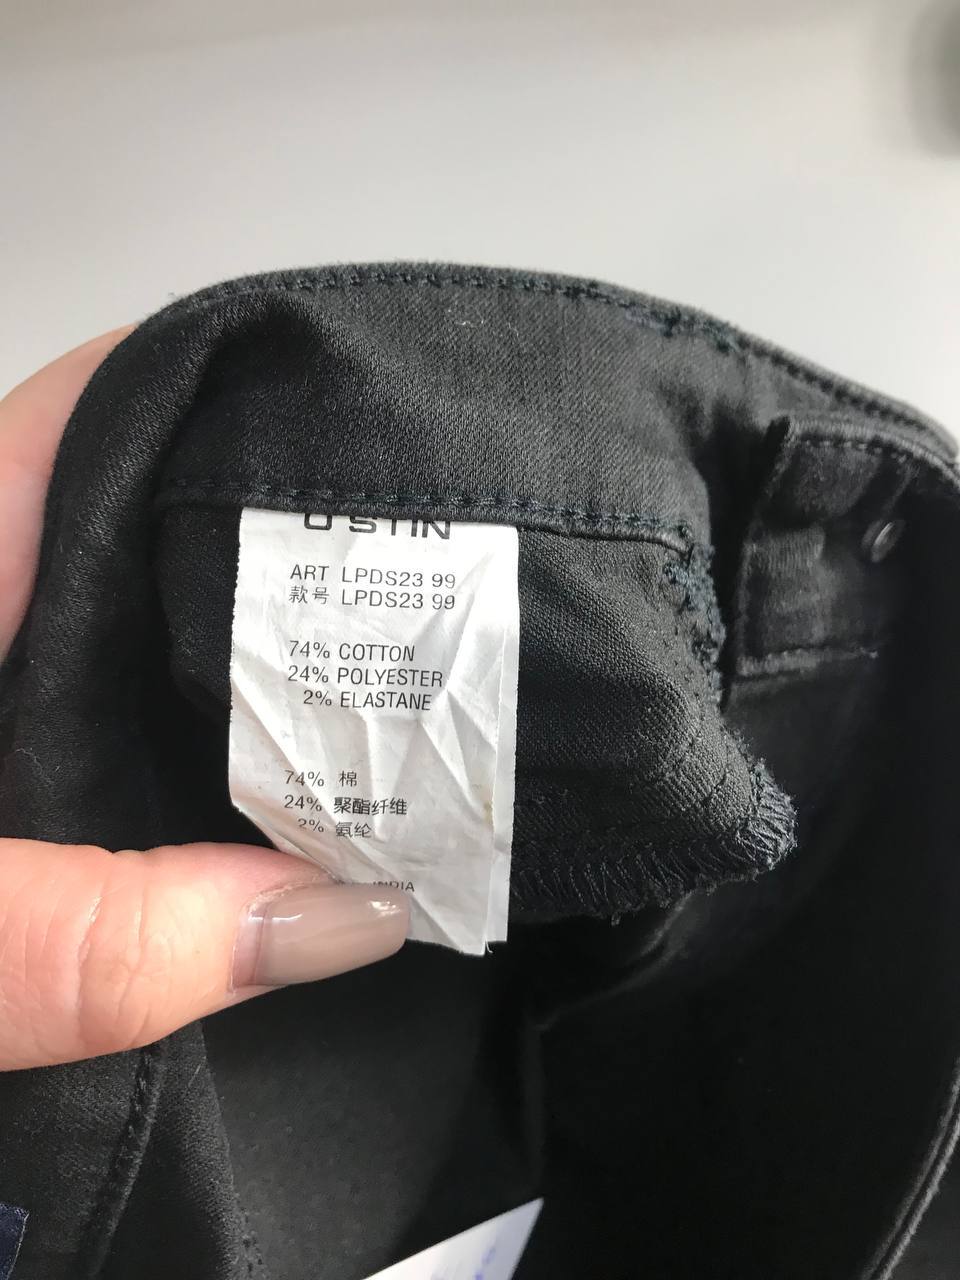 O'STIN
ART LPDS23 99
款号 LPDS23 99
74% COTTON
24% POLYESTER
2% ELASTANE
74% 棉
24% 聚酯纤维
2% 氨纶
INDIA